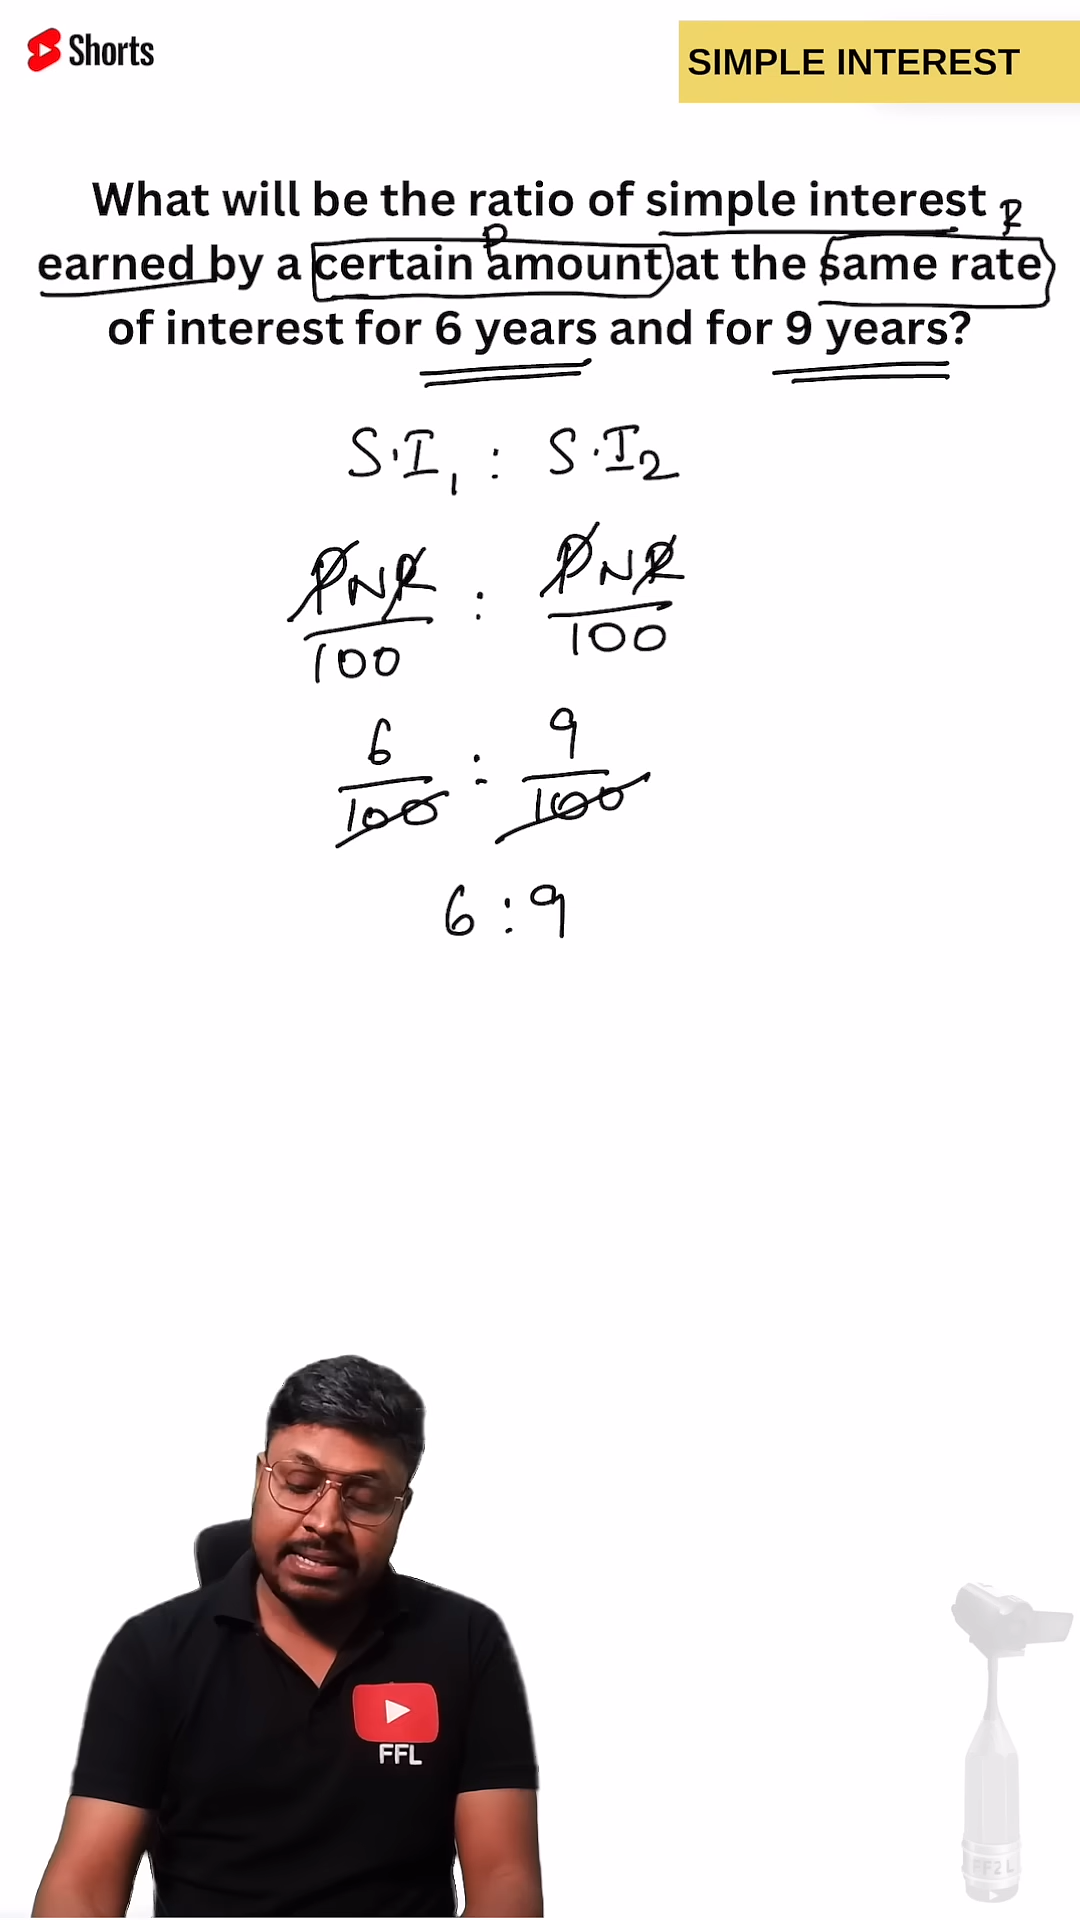 Shorts
SIMPLE INTEREST
What will be the ratio of simple interest R
P
earned by a certain amount at the same rate
of interest for 6 years and for 9 years?
S.I1 : S.I2
PNR : PNR
100 100
6 : 9
100 100
6 : 9
FFL
FF2L